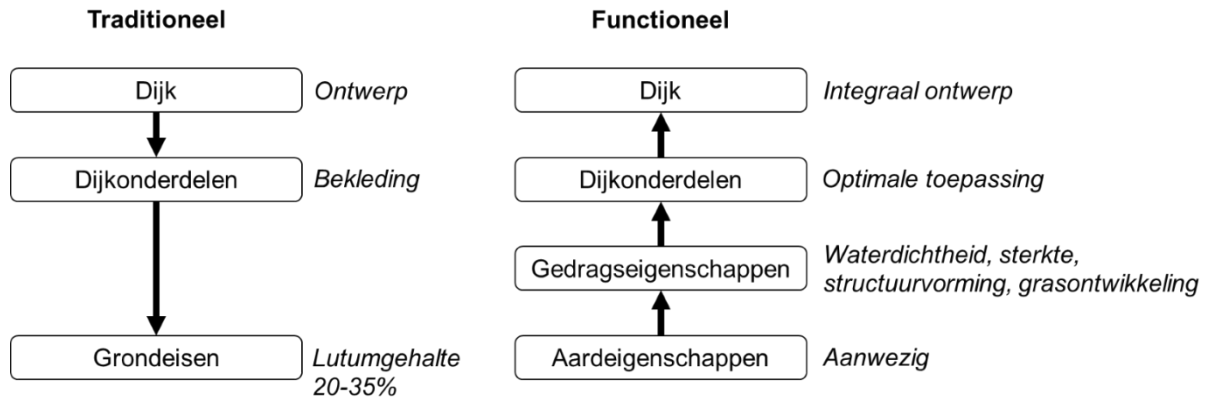 Traditioneel
Dijk
Ontwerp
Dijkonderdelen
Bekleding
Grondeisen
Lutumgehalte
20-35%
Functioneel
Dijk
Integraal ontwerp
Dijkonderdelen
Optimale toepassing
Gedragseigenschappen
Waterdichtheid, sterkte,
structuurvorming, grasontwikkeling
Aardeigenschappen
Aanwezig